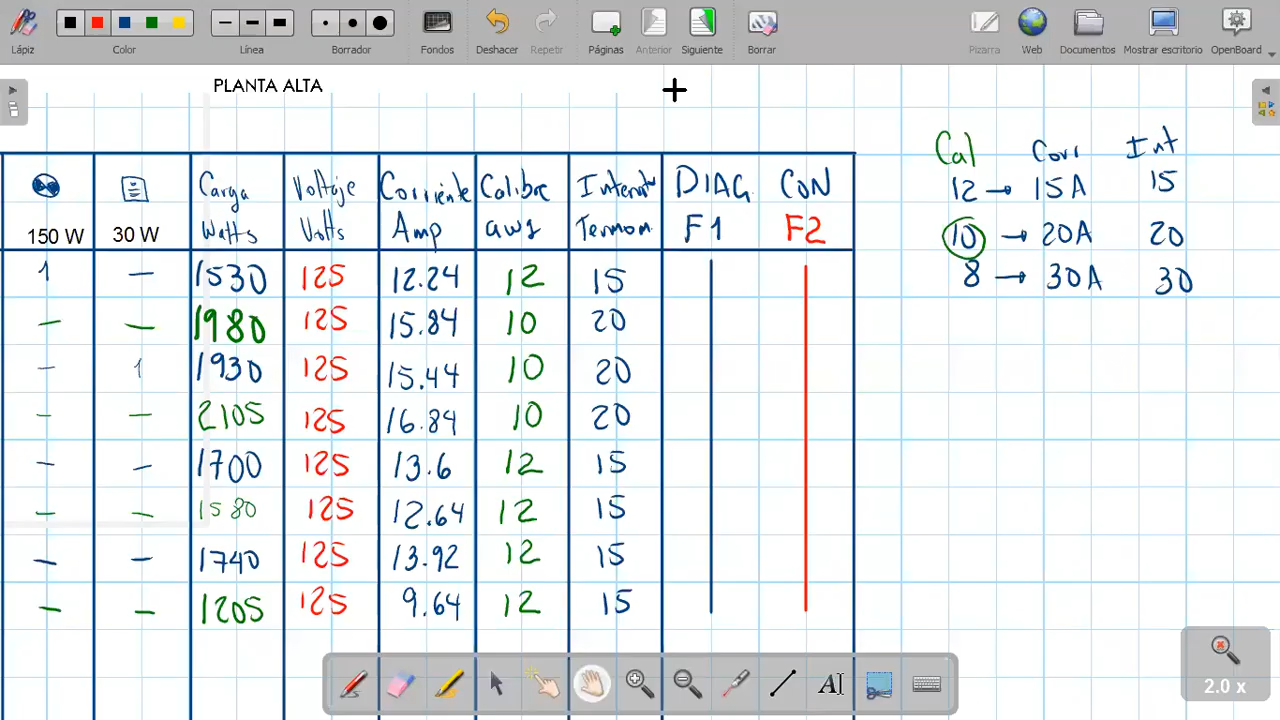 Lápiz Color Línea Borrador Fondos Deshacer Repetir Páginas Anterior Siguiente Borrar Pizarra Web Documentos Mostrar escritorio OpenBoard
PLANTA ALTA
Carga Voltaje Corriente Calibre DIAG CON
150 W 30 W Watts Volts Amp awg Termom F1 F2
1 — 1530 125 12.24 12 15
— — 1980 125 15.84 10 20
— 1 1930 125 15.44 10 20
— — 2105 125 16.84 10 20
— — 1700 125 13.6 12 15
— — 1580 125 12.64 12 15
— — 1740 125 13.92 12 15
— — 1205 125 9.64 12 15
Cal Corr Int
12 → 15A 15
10 → 20A 20
8 → 30A 30
2.0 x